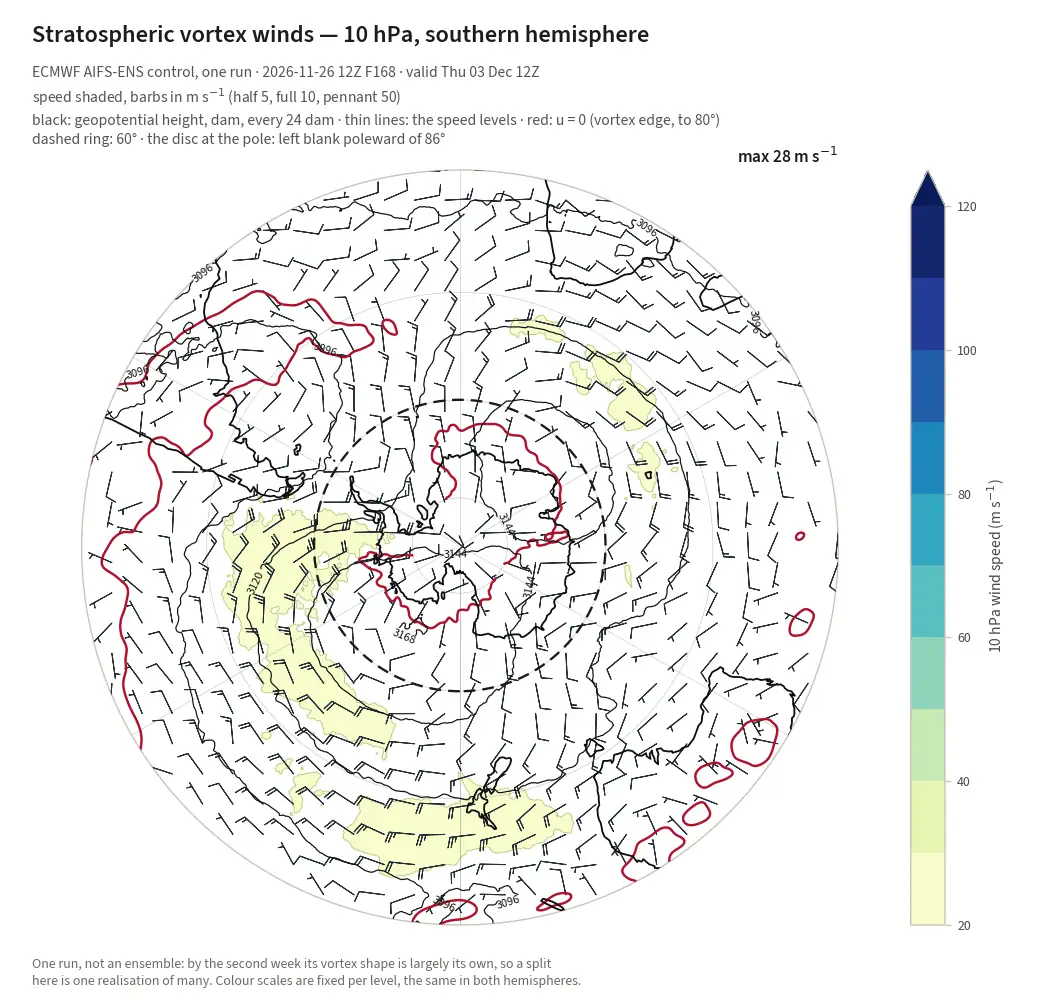 Stratospheric vortex winds — 10 hPa, southern hemisphere
ECMWF AIFS-ENS control, one run · 2026-11-26 12Z F168 · valid Thu 03 Dec 12Z
speed shaded, barbs in m s⁻¹ (half 5, full 10, pennant 50)
black: geopotential height, dam, every 24 dam · thin lines: the speed levels · red: u = 0 (vortex edge, to 80°)
dashed ring: 60° · the disc at the pole: left blank poleward of 86°
max 28 m s⁻¹
120
100
80
60
40
20
10 hPa wind speed (m s⁻¹)
3096
3096
3096
3096
3096
3144
3144
3144
3120
3168
3096
3096
One run, not an ensemble: by the second week its vortex shape is largely its own, so a split
here is one realisation of many. Colour scales are fixed per level, the same in both hemispheres.